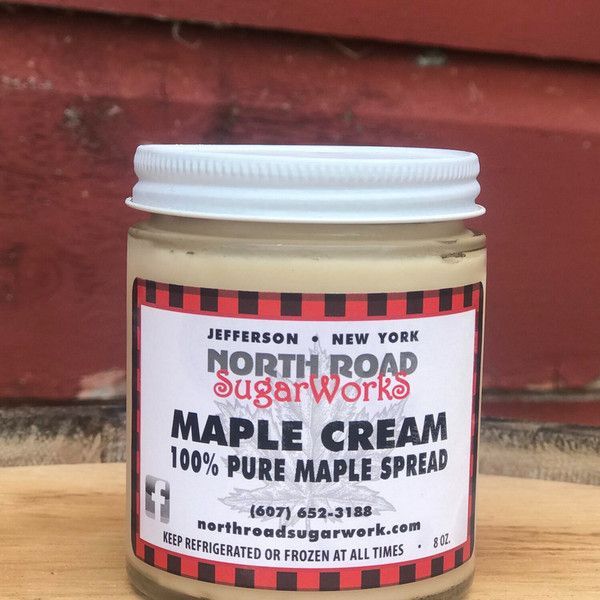 JEFFERSON • NEW YORK
NORTH ROAD
SugarWorkS
MAPLE CREAM
100% PURE MAPLE SPREAD
f
(607) 652-3188
northroadsugarwork.com
KEEP REFRIGERATED OR FROZEN AT ALL TIMES • 8 OZ.